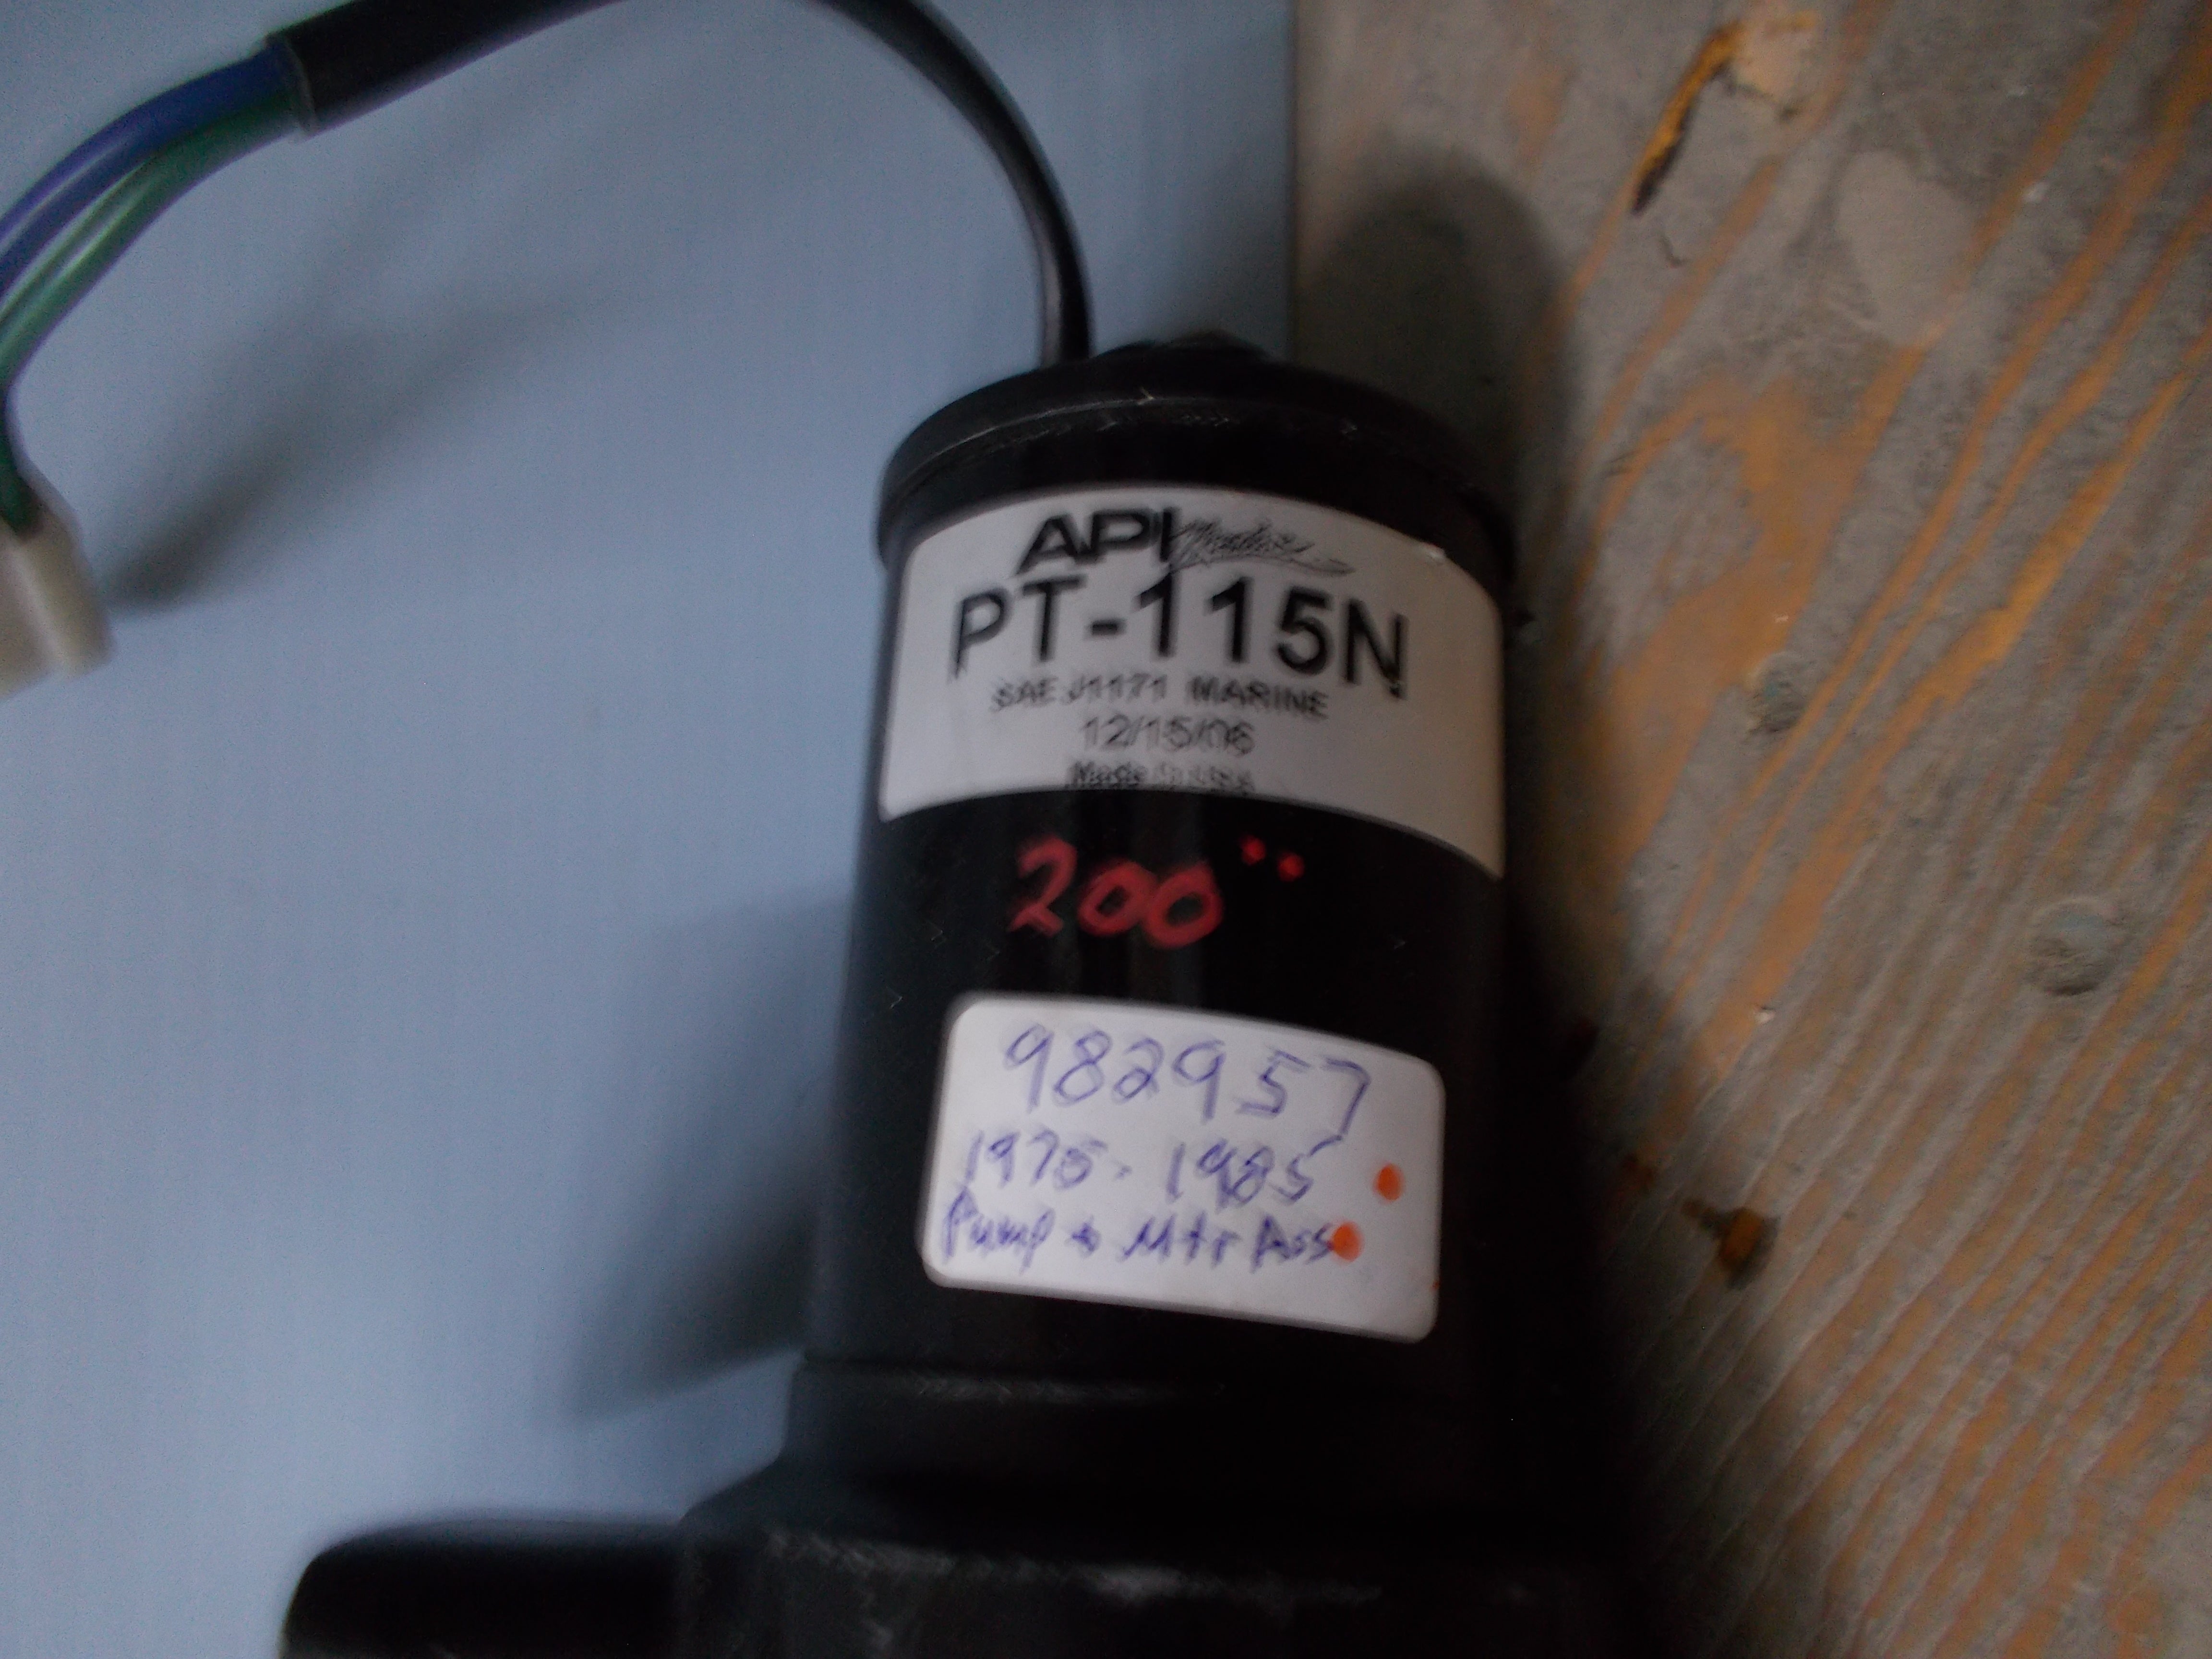 API Marine
PT-115N
SAE J1171 MARINE
12/15/06
Made in USA
200
982957
1975-1985
Pump + Mtr Ass